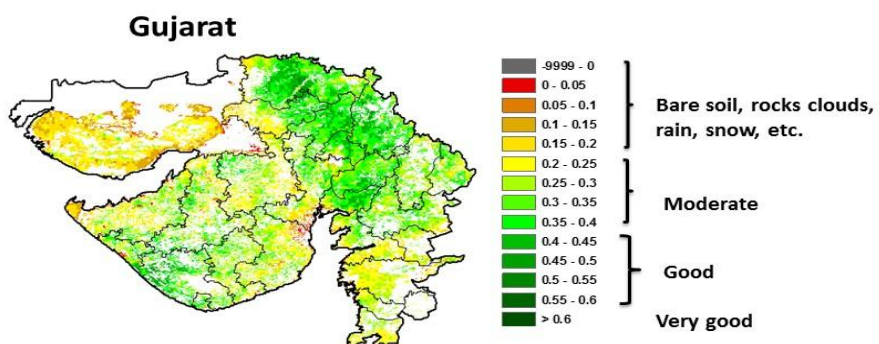 Gujarat
-9999 - 0
0 - 0.05
0.05 - 0.1
0.1 - 0.15
0.15 - 0.2
0.2 - 0.25
0.25 - 0.3
0.3 - 0.35
0.35 - 0.4
0.4 - 0.45
0.45 - 0.5
0.5 - 0.55
0.55 - 0.6
> 0.6
Bare soil, rocks clouds,
rain, snow, etc.
Moderate
Good
Very good